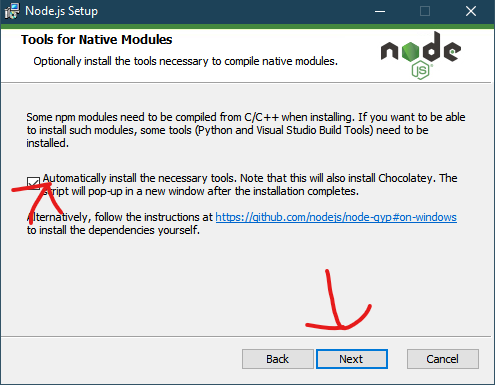 Node.js Setup
Tools for Native Modules
Optionally install the tools necessary to compile native modules.
node
JS
Some npm modules need to be compiled from C/C++ when installing. If you want to be able
to install such modules, some tools (Python and Visual Studio Build Tools) need to be
installed.
Automatically install the necessary tools. Note that this will also install Chocolatey. The
script will pop-up in a new window after the installation completes.
Alternatively, follow the instructions at https://github.com/nodejs/node-gyp#on-windows
to install the dependencies yourself.
Back Next Cancel